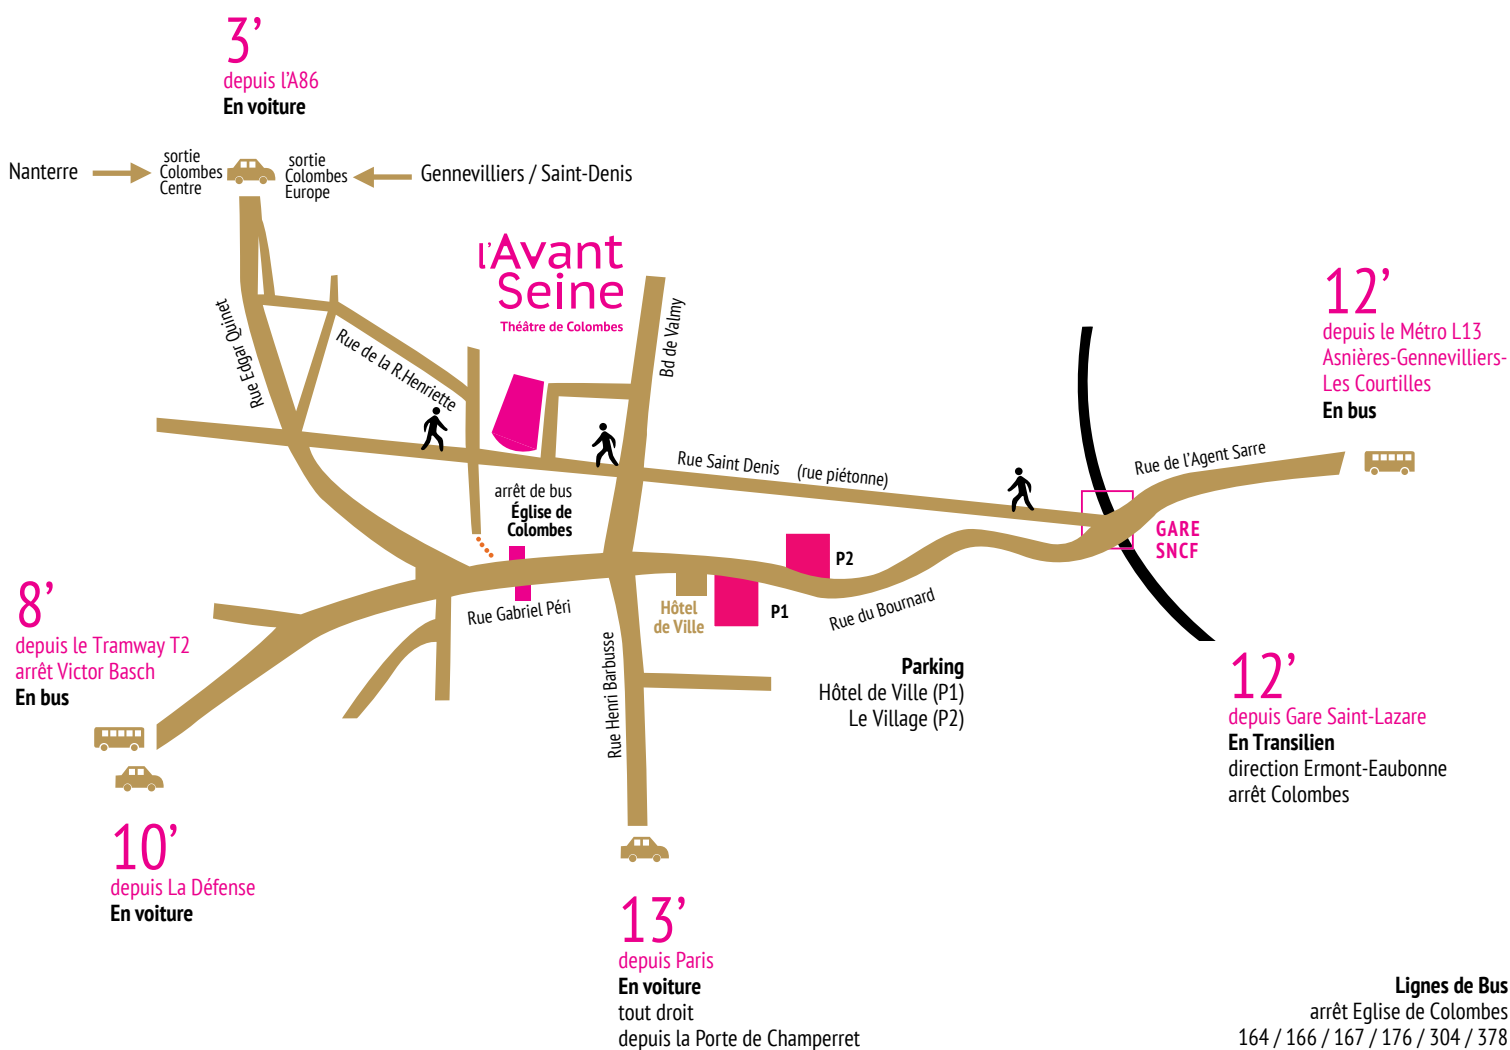 3’
depuis l’A86
En voiture
Nanterre
sortie
Colombes
Centre
sortie
Colombes
Europe
Gennevilliers / Saint-Denis
l’Avant
Seine
Théâtre de Colombes
Rue Edgar Quinet
Rue de la R.Henriette
Bd de Valmy
12’
depuis le Métro L13
Asnières-Gennevilliers-
Les Courtilles
En bus
Rue Saint Denis (rue piétonne)
Rue de l’Agent Sarre
arrêt de bus
Église de
Colombes
GARE
SNCF
P2
P1
Hôtel
de Ville
Rue Gabriel Péri
Rue du Bournard
Rue Henri Barbusse
8’
depuis le Tramway T2
arrêt Victor Basch
En bus
Parking
Hôtel de Ville (P1)
Le Village (P2)
12’
depuis Gare Saint-Lazare
En Transilien
direction Ermont-Eaubonne
arrêt Colombes
10’
depuis La Défense
En voiture
13’
depuis Paris
En voiture
tout droit
depuis la Porte de Champerret
Lignes de Bus
arrêt Eglise de Colombes
164 / 166 / 167 / 176 / 304 / 378